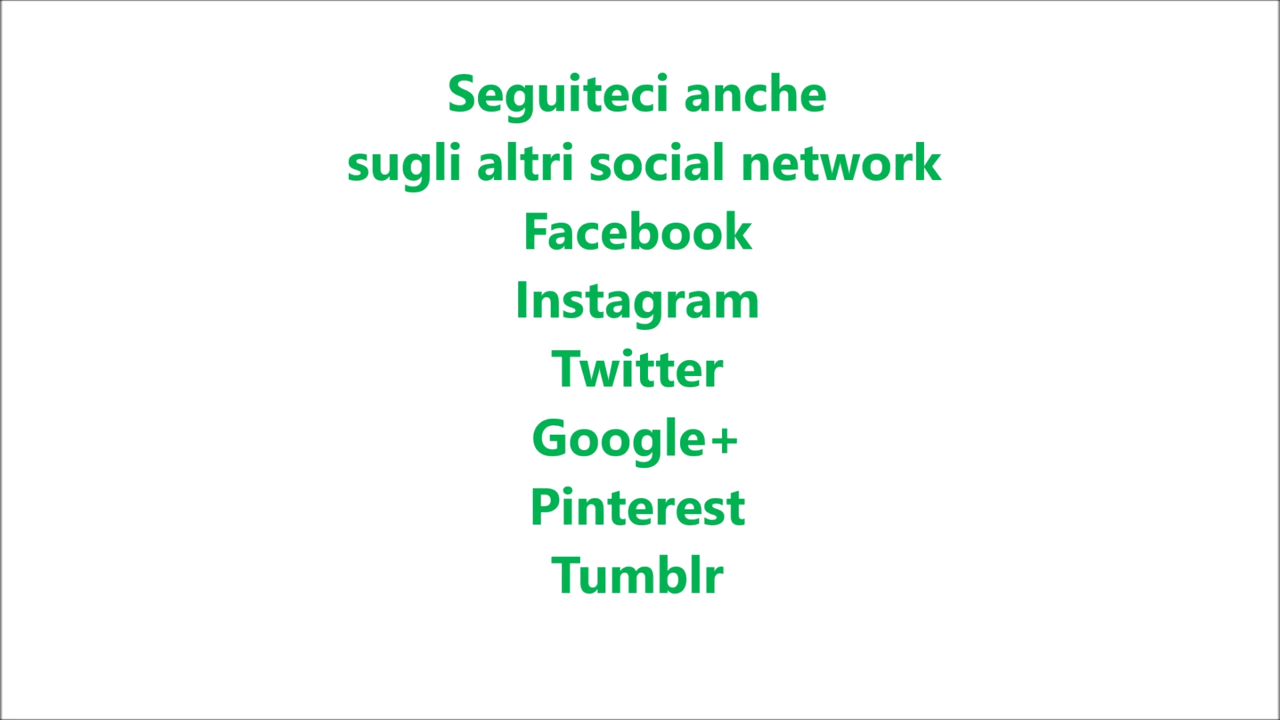 Seguiteci anche
sugli altri social network
Facebook
Instagram
Twitter
Google+
Pinterest
Tumblr